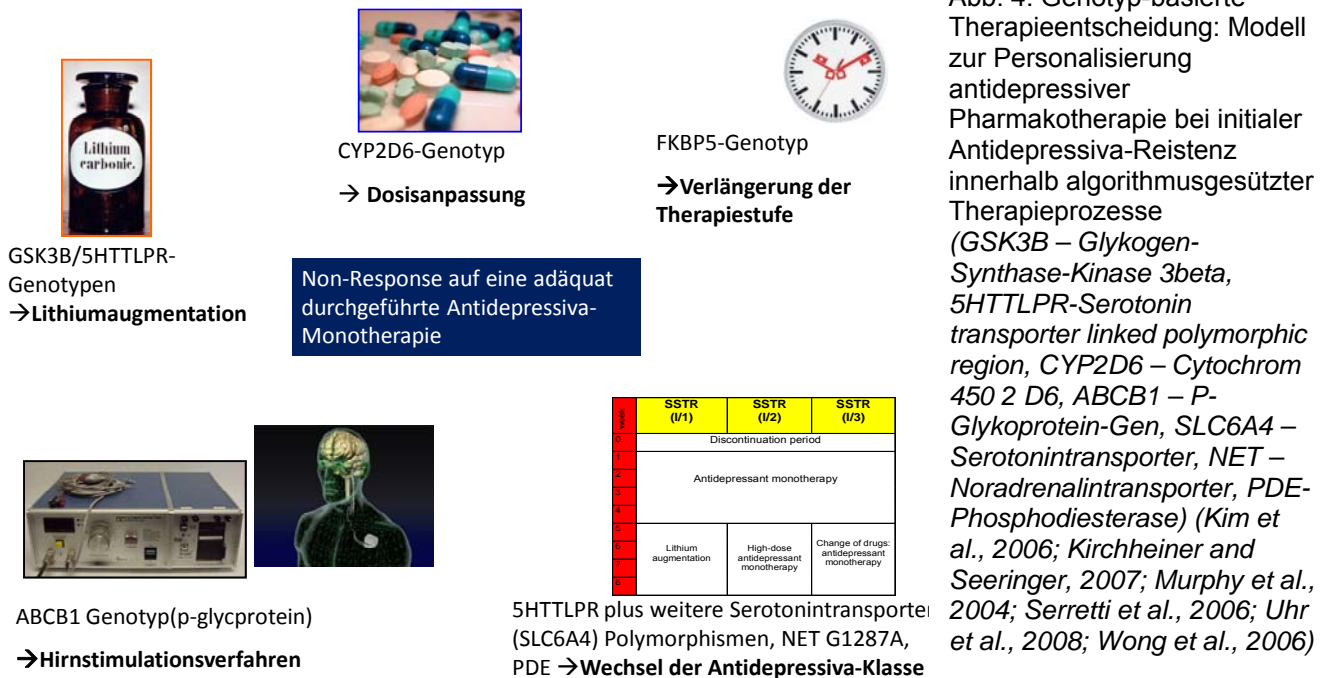 Lithium
carbonic.
GSK3B/5HTTLPR-
Genotypen
→Lithiumaugmentation
CYP2D6-Genotyp
→ Dosisanpassung
FKBP5-Genotyp
→Verlängerung der
Therapiestufe
Non-Response auf eine adäquat
durchgeführte Antidepressiva-
Monotherapie
ABCB1 Genotyp(p-glycprotein)
→Hirnstimulationsverfahren
week
SSTR
(I/1)
SSTR
(I/2)
SSTR
(I/3)
0
Discontinuation period
1
2
3
4
Antidepressant monotherapy
5
6
7
8
Lithium
augmentation
High-dose
antidepressant
monotherapy
Change of drugs:
antidepressant
monotherapy
5HTTLPR plus weitere Serotonintransporter
(SLC6A4) Polymorphismen, NET G1287A,
PDE →Wechsel der Antidepressiva-Klasse
Abb. 4: Genotyp-basierte
Therapieentscheidung: Modell
zur Personalisierung
antidepressiver
Pharmakotherapie bei initialer
Antidepressiva-Reistenz
innerhalb algorithmusgesützter
Therapieprozesse
(GSK3B – Glykogen-
Synthase-Kinase 3beta,
5HTTLPR-Serotonin
transporter linked polymorphic
region, CYP2D6 – Cytochrom
450 2 D6, ABCB1 – P-
Glykoprotein-Gen, SLC6A4 –
Serotonintransporter, NET –
Noradrenalintransporter, PDE-
Phosphodiesterase) (Kim et
al., 2006; Kirchheiner and
Seeringer, 2007; Murphy et al.,
2004; Serretti et al., 2006; Uhr
et al., 2008; Wong et al., 2006)